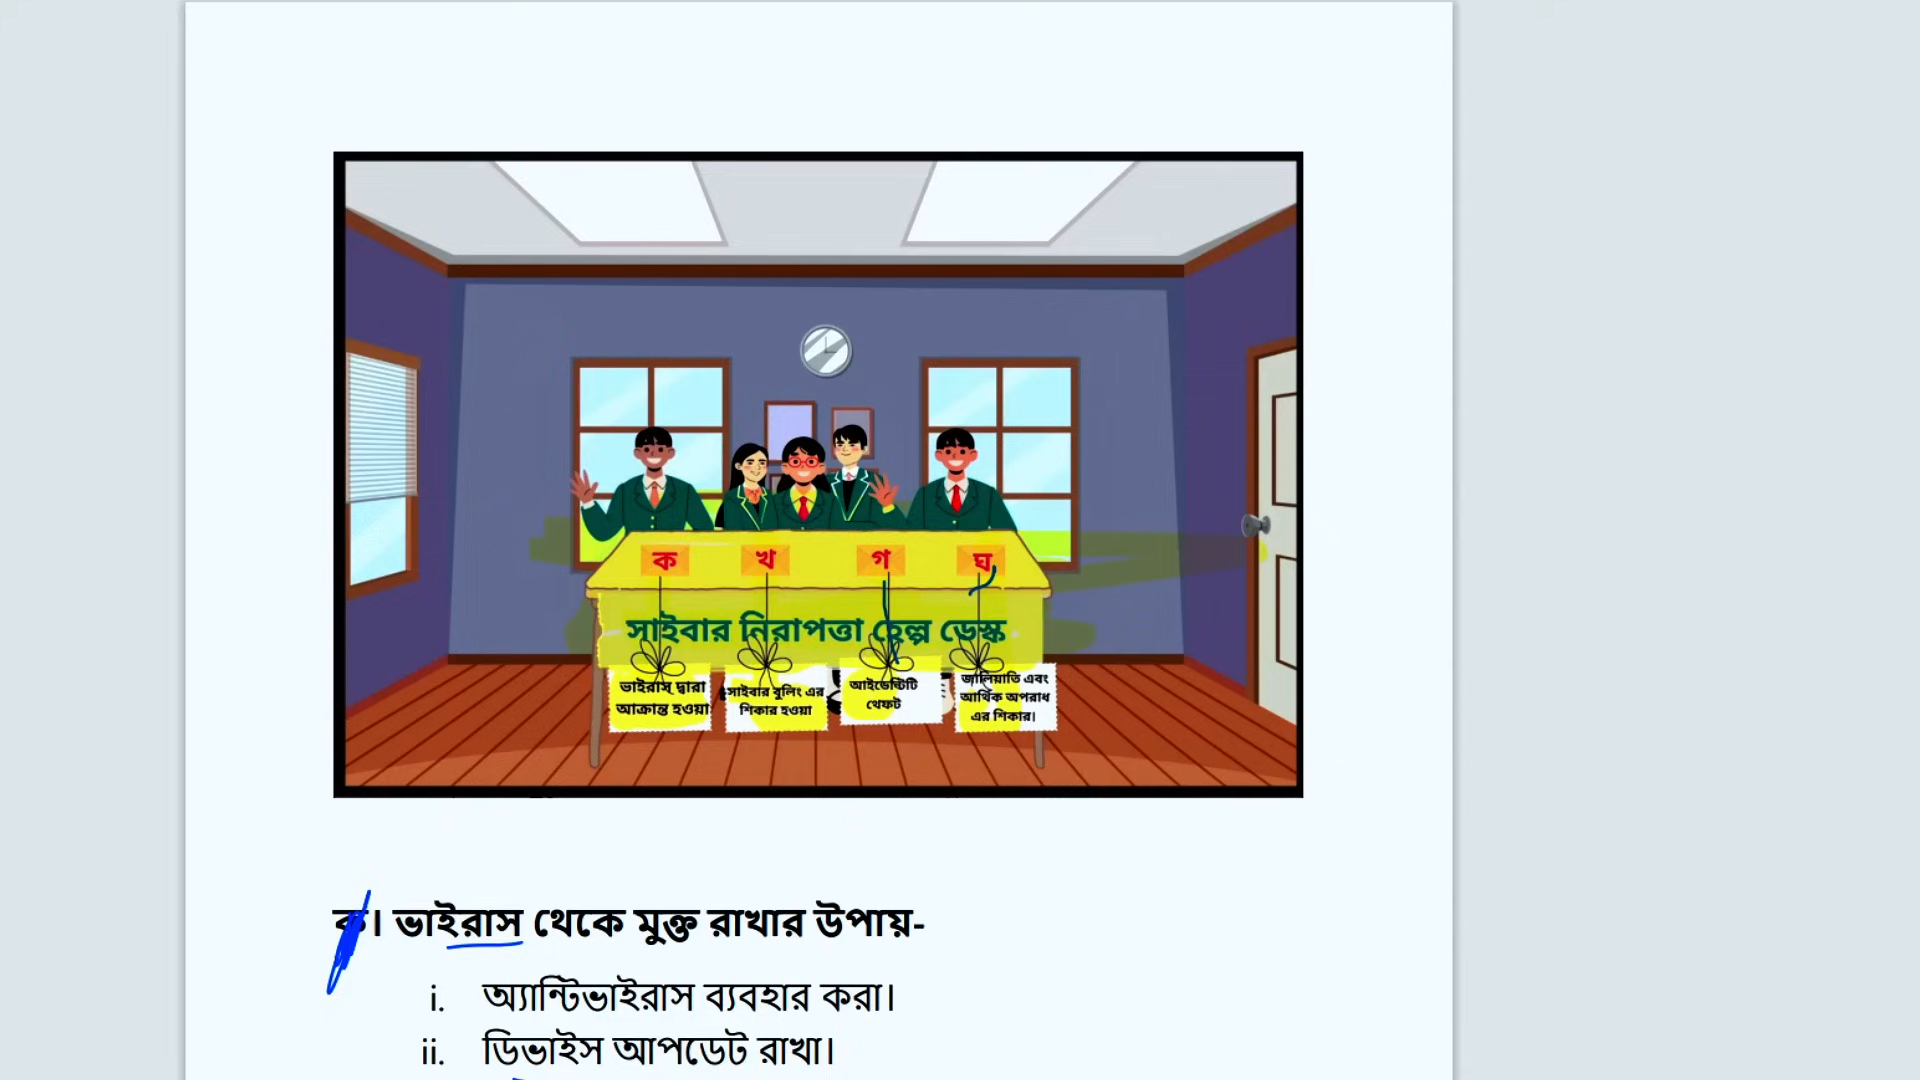 ক খ গ ঘ
সাইবার নিরাপত্তা হেল্প ডেস্ক
ভাইরাস দ্বারা
আক্রান্ত হওয়া
সাইবার বুলিং এর
শিকার হওয়া
আইডেন্টিটি
থেফট
জালিয়াতি এবং
আর্থিক অপরাধ
এর শিকার।
ক। ভাইরাস থেকে মুক্ত রাখার উপায়-
i. অ্যান্টিভাইরাস ব্যবহার করা।
ii. ডিভাইস আপডেট রাখা।